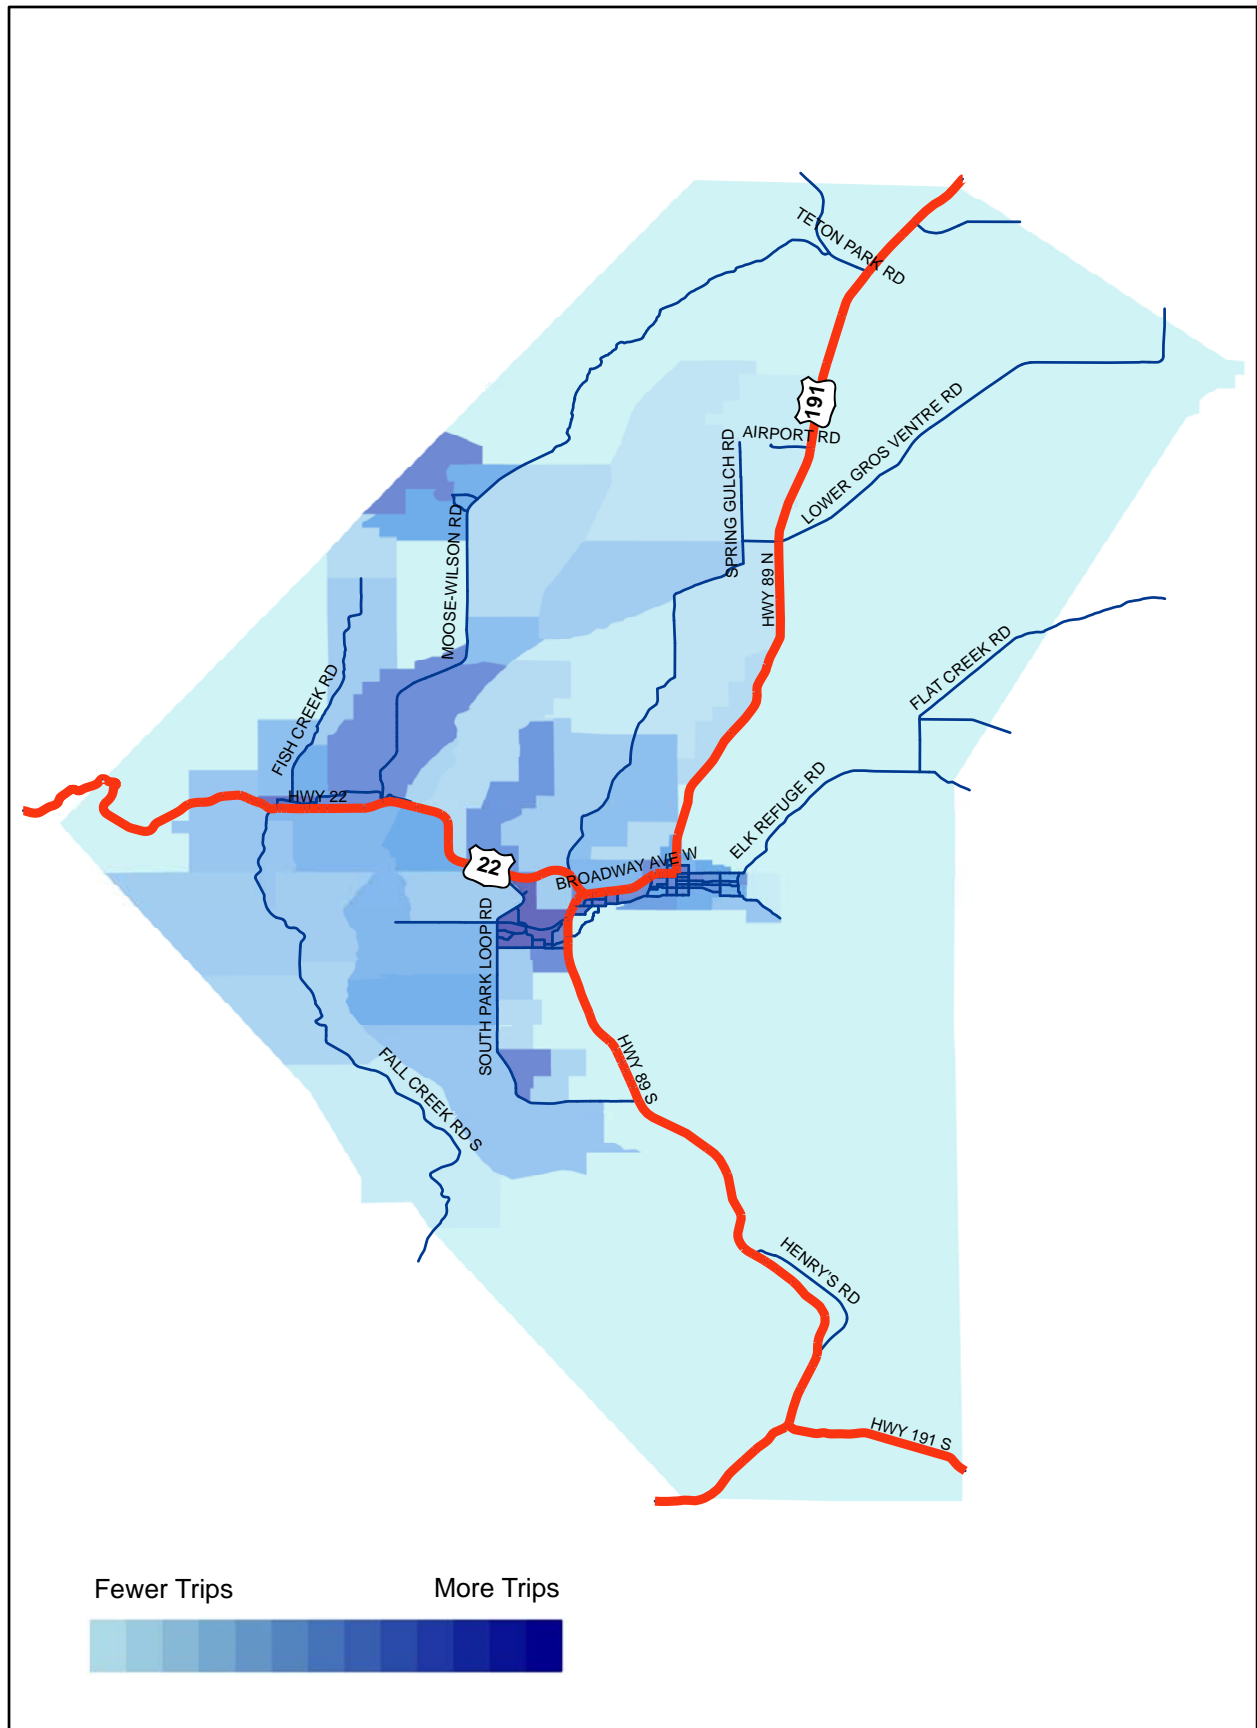 TETON PARK RD
191
AIRPORT RD
SPRING GULCH RD
LOWER GROS VENTRE RD
MOOSE-WILSON RD
HWY 89 N
FLAT CREEK RD
FISH CREEK RD
HWY 22
ELK REFUGE RD
22
BROADWAY AVE W
SOUTH PARK LOOP RD
HWY 89 S
FALL CREEK RD S
HENRY'S RD
HWY 191 S
Fewer Trips
More Trips